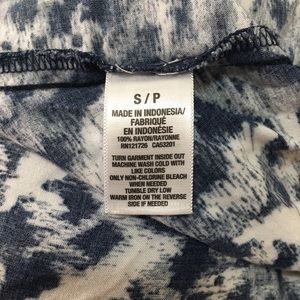 S / P
MADE IN INDONESIA/
FABRIQUÉ
EN INDONÉSIE
100% RAYON/RAYONNE
RN121726 CA53201
TURN GARMENT INSIDE OUT
MACHINE WASH COLD WITH
LIKE COLORS
ONLY NON-CHLORINE BLEACH
WHEN NEEDED
TUMBLE DRY LOW
WARM IRON ON THE REVERSE
SIDE IF NEEDED